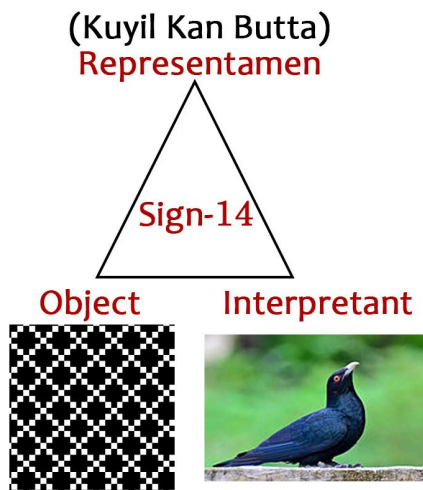 (Kuyil Kan Butta)
Representamen
Sign-14
Object
Interpretant